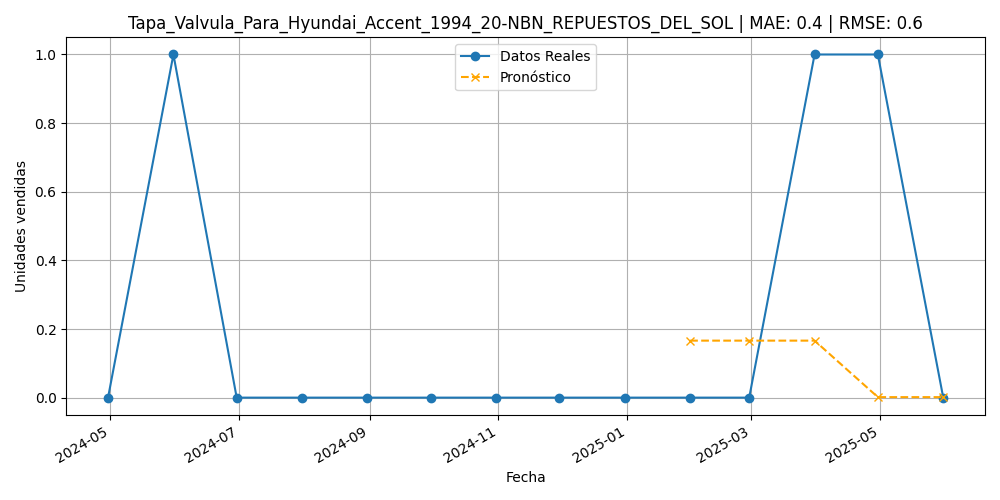 Tapa_Valvula_Para_Hyundai_Accent_1994_20-NBN_REPUESTOS_DEL_SOL | MAE: 0.4 | RMSE: 0.6
Datos Reales
Pronóstico
Unidades vendidas
1.0
0.8
0.6
0.4
0.2
0.0
2024-05
2024-07
2024-09
2024-11
2025-01
2025-03
2025-05
Fecha